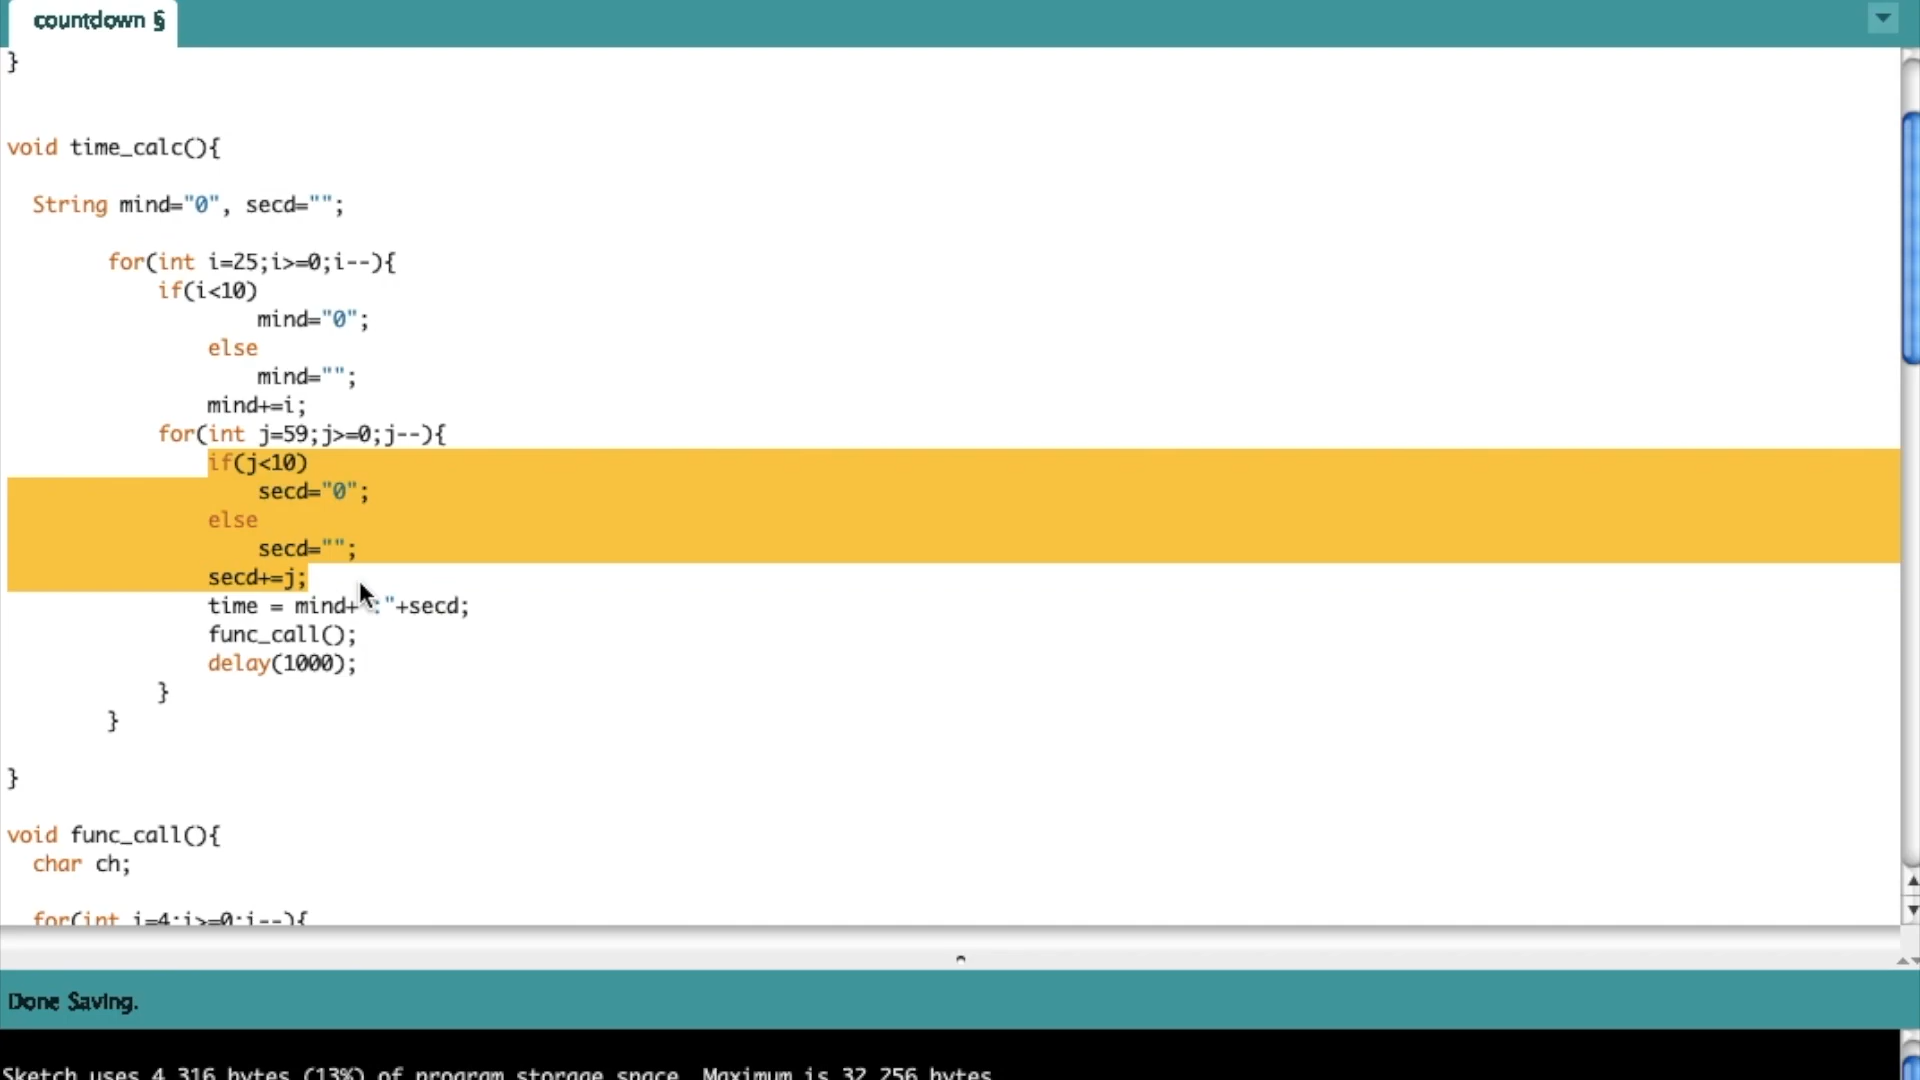 countdown §
}
void time_calc(){
String mind="0", secd="";
for(int i=25;i>=0;i--){
if(i<10)
mind="0";
else
mind="";
mind+=i;
for(int j=59;j>=0;j--){
if(j<10)
secd="0";
else
secd="";
secd+=j;
time = mind+":"+secd;
func_call();
delay(1000);
}
}
}
void func_call(){
char ch;
for(int i=4;i>=0;i--){
Done Saving.
Sketch uses 4,316 bytes (13%) of program storage space. Maximum is 32,256 bytes